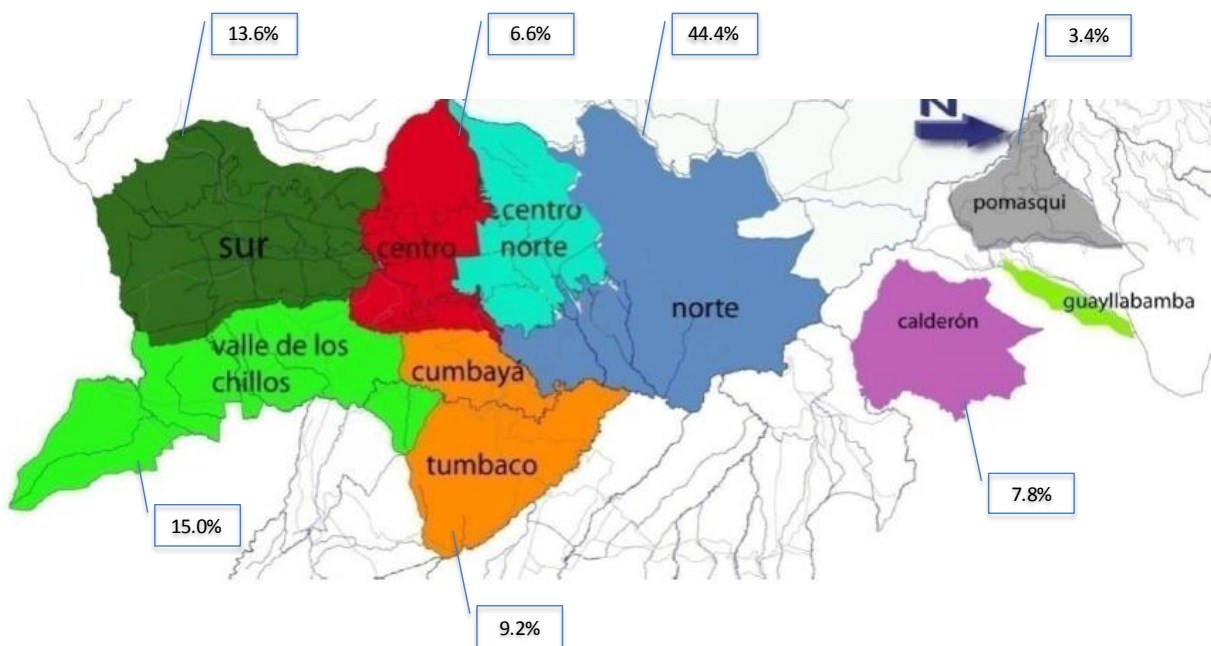 13.6%
6.6%
44.4%
3.4%
N
pomasqui
centro
norte
sur
centro
norte
guayllabamba
calderón
valle de los
chillos
cumbayá
tumbaco
15.0%
7.8%
9.2%